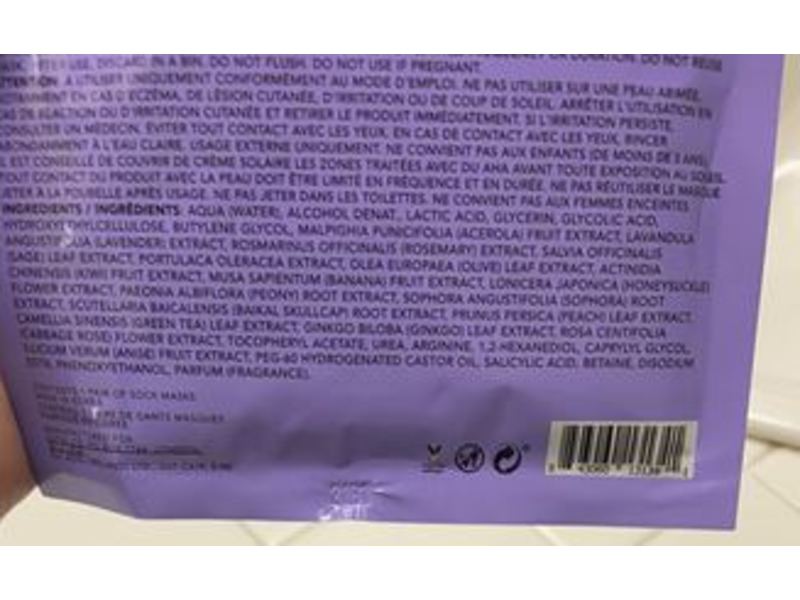 MASK. AFTER USE, DISCARD IN A BIN. DO NOT FLUSH. DO NOT USE IF PREGNANT.
ATTENTION: À UTILISER UNIQUEMENT CONFORMÉMENT AU MODE D'EMPLOI. NE PAS UTILISER SUR UNE PEAU ABÎMÉE,
NOTAMMENT EN CAS D'ECZÉMA, DE LÉSION CUTANÉE, D'IRRITATION OU DE COUP DE SOLEIL. ARRÊTER L'UTILISATION EN
CAS DE RÉACTION OU D'IRRITATION CUTANÉE ET RETIRER LE PRODUIT IMMÉDIATEMENT. SI L'IRRITATION PERSISTE,
CONSULTER UN MÉDECIN. ÉVITER TOUT CONTACT AVEC LES YEUX. EN CAS DE CONTACT AVEC LES YEUX, RINCER
ABONDAMMENT À L'EAU CLAIRE. USAGE EXTERNE UNIQUEMENT. NE CONVIENT PAS AUX ENFANTS (DE MOINS DE 3 ANS).
IL EST CONSEILLÉ DE COUVRIR DE CRÈME SOLAIRE LES ZONES TRAITÉES AVEC DU AHA AVANT TOUTE EXPOSITION AU SOLEIL.
TOUT CONTACT DU PRODUIT AVEC LA PEAU DOIT ÊTRE LIMITÉ EN FRÉQUENCE ET EN DURÉE. NE PAS RÉUTILISER LE MASQUE.
JETER À LA POUBELLE APRÈS USAGE. NE PAS JETER DANS LES TOILETTES. NE CONVIENT PAS AUX FEMMES ENCEINTES
INGREDIENTS / INGRÉDIENTS: AQUA (WATER), ALCOHOL DENAT., LACTIC ACID, GLYCERIN, GLYCOLIC ACID,
HYDROXYETHYLCELLULOSE, BUTYLENE GLYCOL, MALPIGHIA PUNICIFOLIA (ACEROLA) FRUIT EXTRACT, LAVANDULA
ANGUSTIFOLIA (LAVENDER) EXTRACT, ROSMARINUS OFFICINALIS (ROSEMARY) EXTRACT, SALVIA OFFICINALIS
(SAGE) LEAF EXTRACT, PORTULACA OLERACEA EXTRACT, OLEA EUROPAEA (OLIVE) LEAF EXTRACT, ACTINIDIA
CHINENSIS (KIWI) FRUIT EXTRACT, MUSA SAPIENTUM (BANANA) FRUIT EXTRACT, LONICERA JAPONICA (HONEYSUCKLE)
FLOWER EXTRACT, PAEONIA ALBIFLORA (PEONY) ROOT EXTRACT, SOPHORA ANGUSTIFOLIA (SOPHORA) ROOT
EXTRACT, SCUTELLARIA BAICALENSIS (BAIKAL SKULLCAP) ROOT EXTRACT, PRUNUS PERSICA (PEACH) LEAF EXTRACT,
CAMELLIA SINENSIS (GREEN TEA) LEAF EXTRACT, GINKGO BILOBA (GINKGO) LEAF EXTRACT, ROSA CENTIFOLIA
(CABBAGE ROSE) FLOWER EXTRACT, TOCOPHERYL ACETATE, UREA, ARGININE, 1,2-HEXANEDIOL, CAPRYLYL GLYCOL,
ILLICIUM VERUM (ANISE) FRUIT EXTRACT, PEG-60 HYDROGENATED CASTOR OIL, SALICYLIC ACID, BETAINE, DISODIUM
EDTA, PHENOXYETHANOL, PARFUM (FRAGRANCE).
CONTENTS 1 PAIR OF SOCK MASKS
MADE IN KOREA